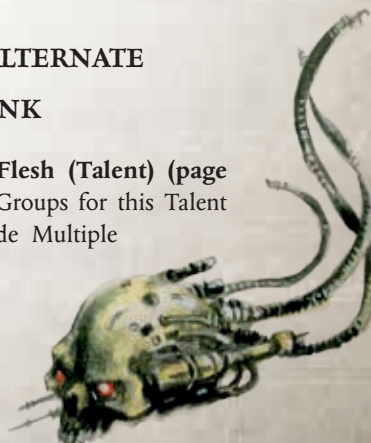 LTERNATE
NK
Flesh (Talent) (page
Groups for this Talent
de Multiple